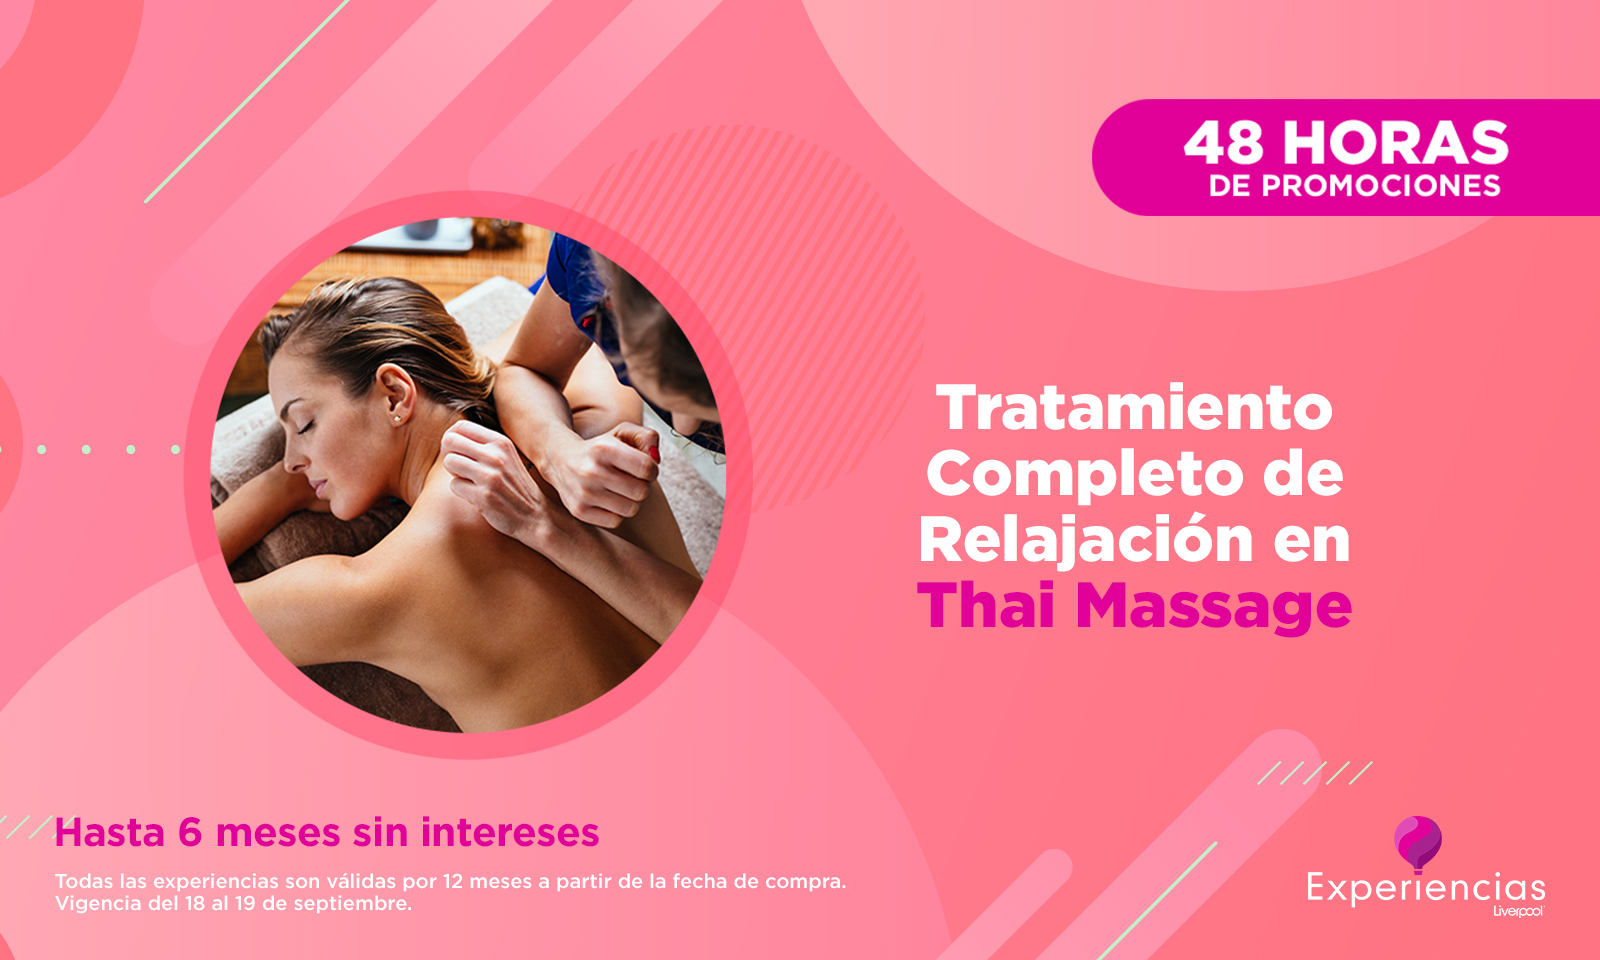 48 HORAS
DE PROMOCIONES
Tratamiento
Completo de
Relajación en
Thai Massage
Hasta 6 meses sin intereses
Todas las experiencias son válidas por 12 meses a partir de la fecha de compra.
Vigencia del 18 al 19 de septiembre.
Experiencias
Liverpool